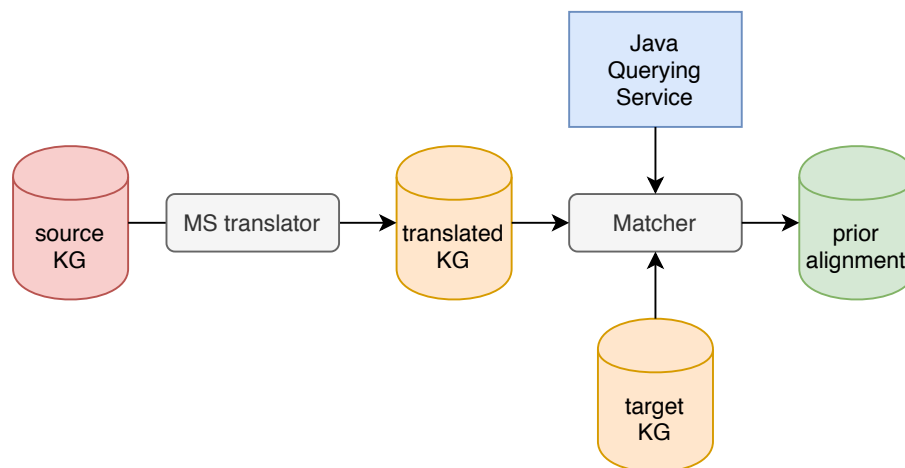 Java
Querying
Service
source
KG
MS translator
translated
KG
Matcher
prior
alignment
target
KG